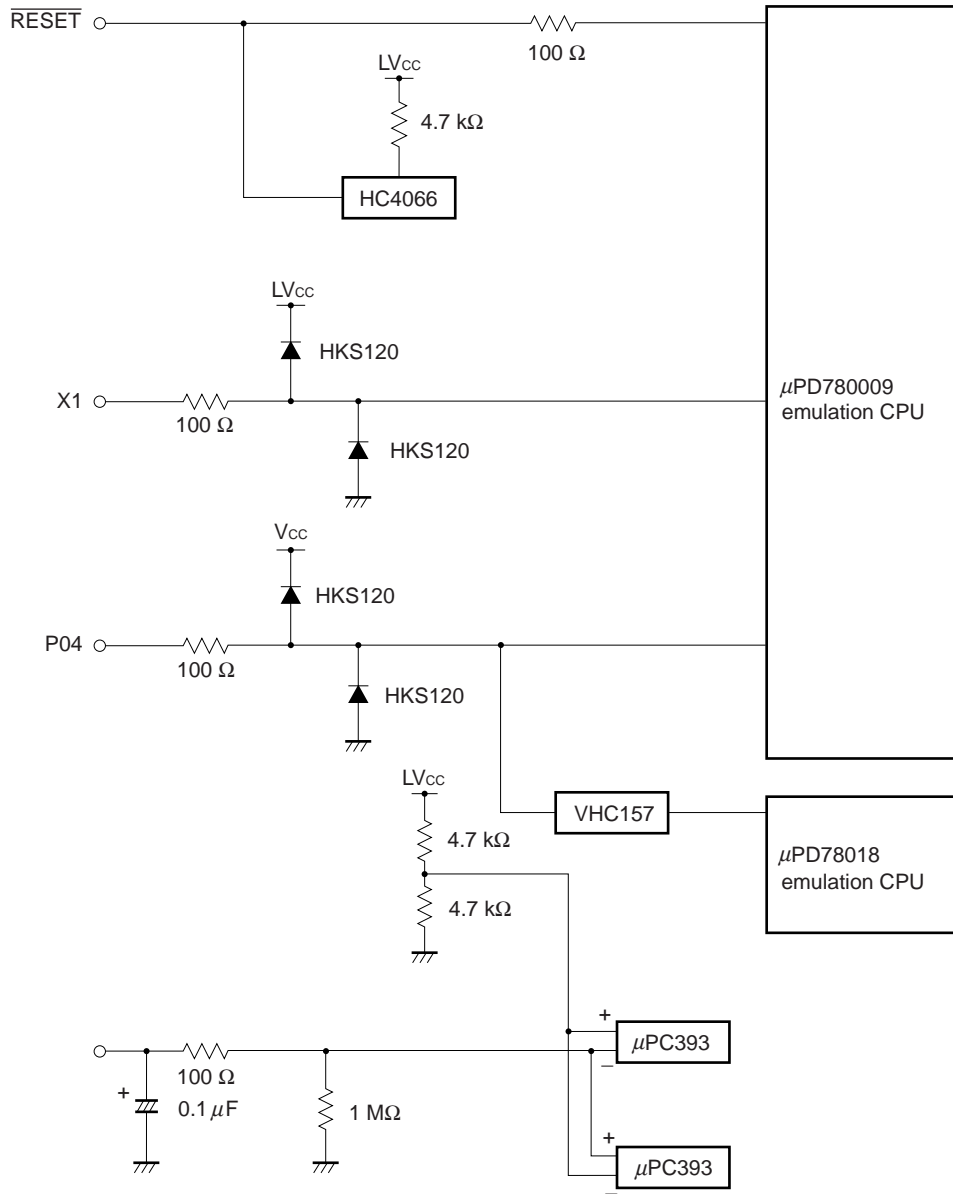 RESET
100 Ω
LVCC
4.7 kΩ
HC4066
LVCC
HKS120
X1
100 Ω
HKS120
μPD780009
emulation CPU
VCC
HKS120
P04
100 Ω
HKS120
LVCC
VHC157
4.7 kΩ
μPD78018
emulation CPU
4.7 kΩ
+
μPC393
–
100 Ω
+
0.1 μF
1 MΩ
+
μPC393
–